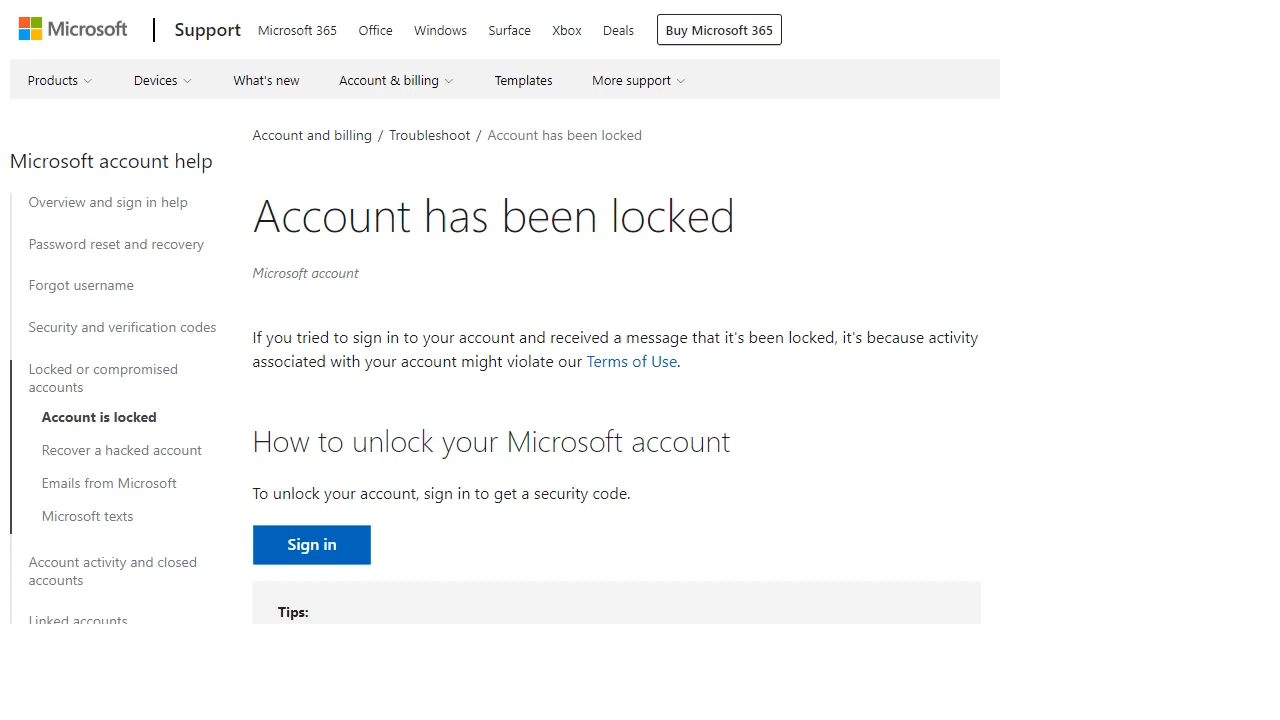 Microsoft Support Microsoft 365 Office Windows Surface Xbox Deals Buy Microsoft 365
Products Devices What's new Account & billing Templates More support
Account and billing / Troubleshoot / Account has been locked
Microsoft account help
Overview and sign in help
Password reset and recovery
Forgot username
Security and verification codes
Locked or compromised
accounts
Account is locked
Recover a hacked account
Emails from Microsoft
Microsoft texts
Account activity and closed
accounts
Linked accounts
Account has been locked
Microsoft account
If you tried to sign in to your account and received a message that it's been locked, it's because activity
associated with your account might violate our Terms of Use.
How to unlock your Microsoft account
To unlock your account, sign in to get a security code.
Sign in
Tips: